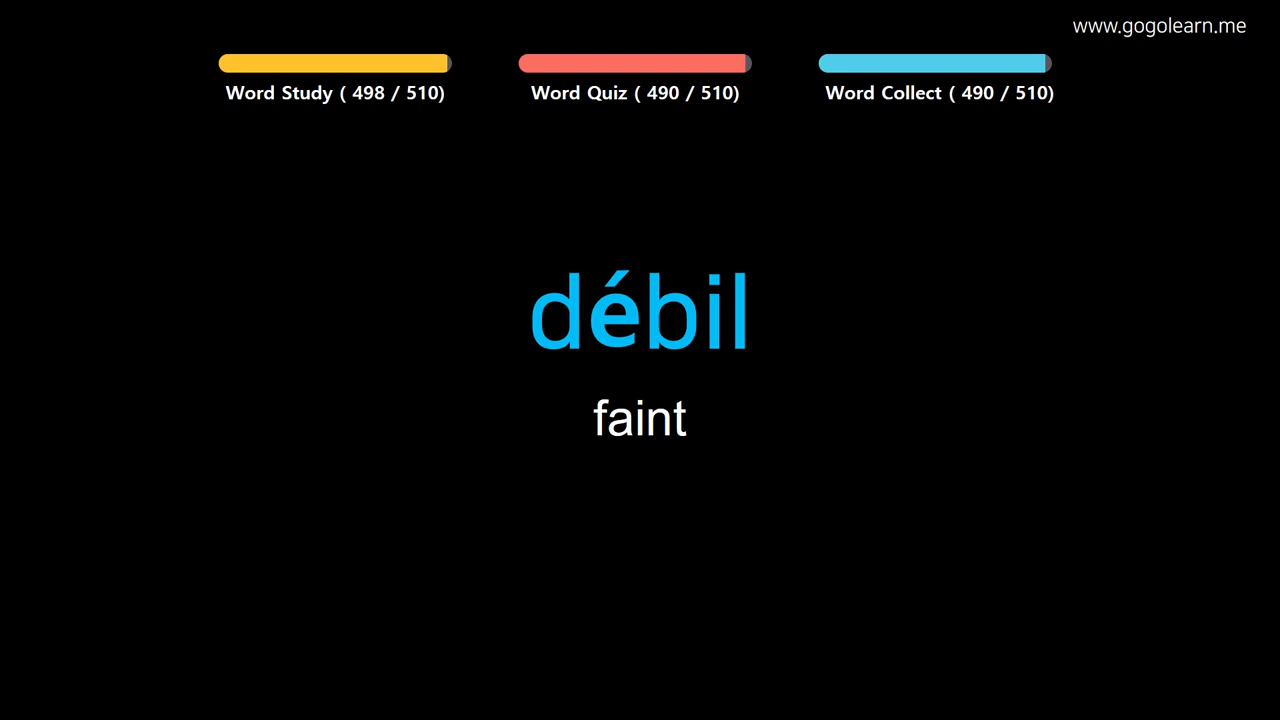 www.gogolearn.me
Word Study ( 498 / 510)
Word Quiz ( 490 / 510)
Word Collect ( 490 / 510)
débil
faint